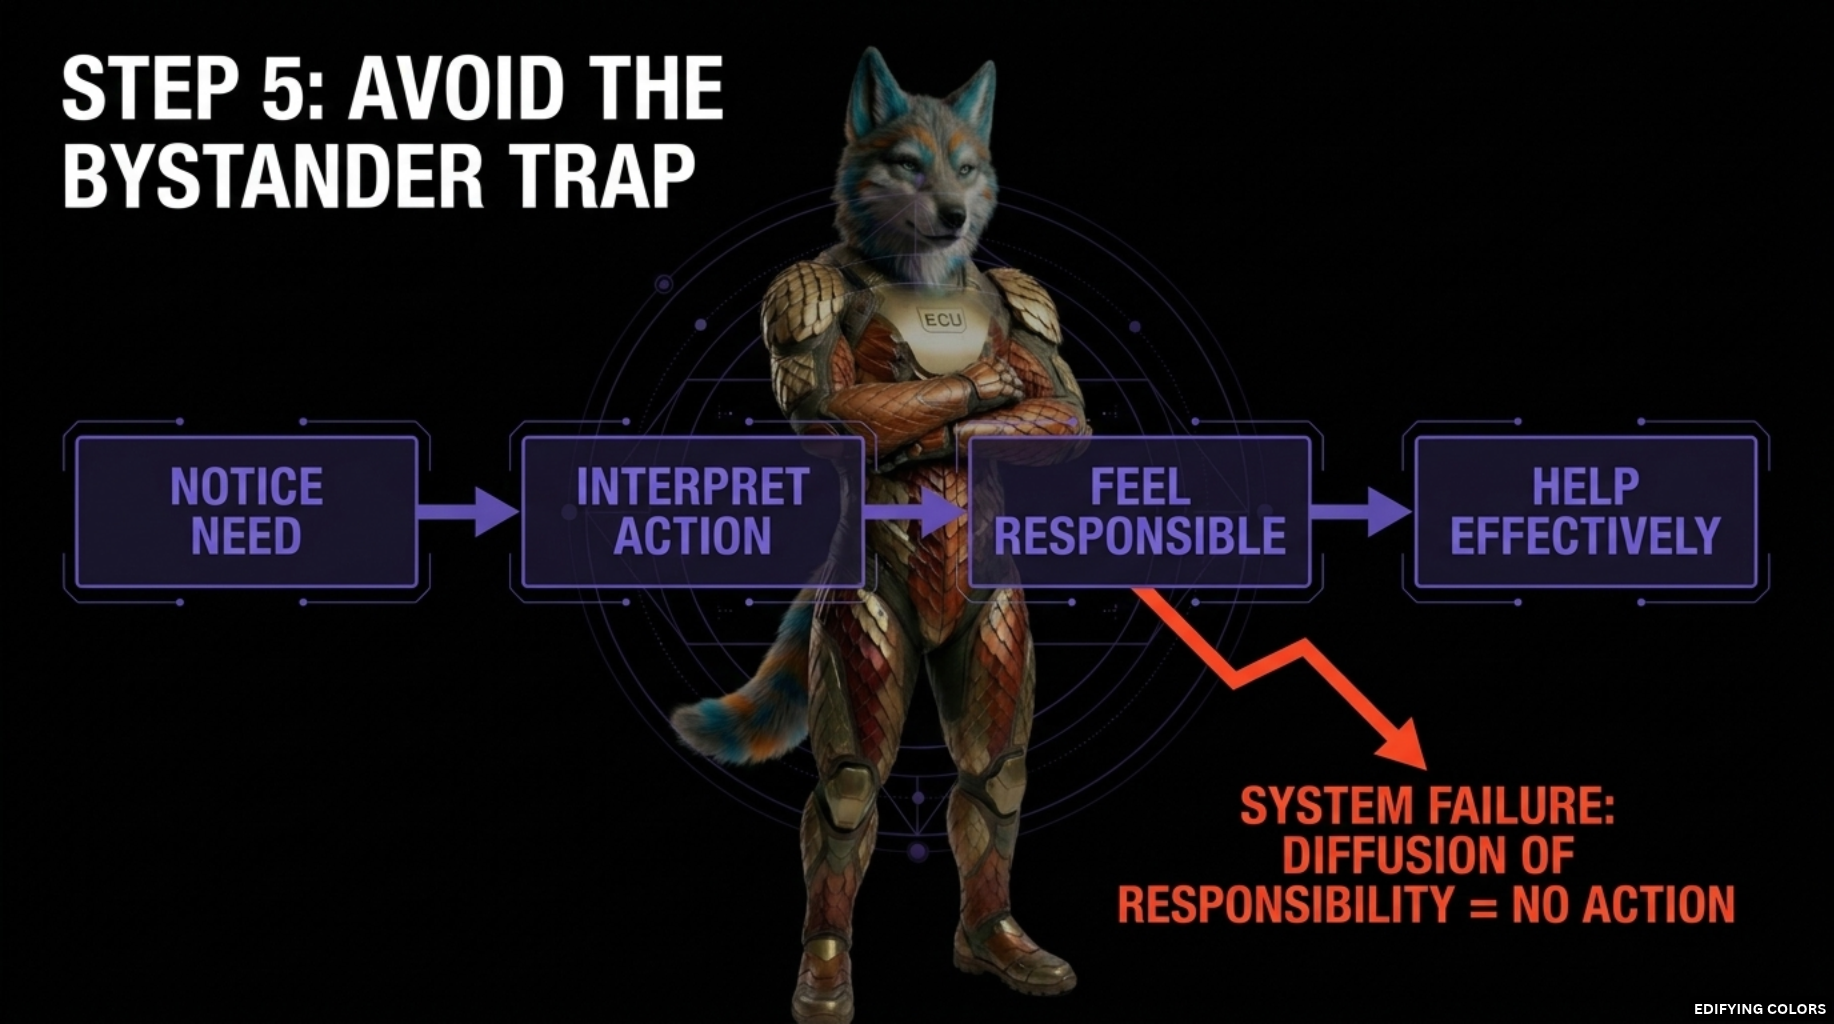 STEP 5: AVOID THE
BYSTANDER TRAP
ECU
NOTICE
NEED
INTERPRET
ACTION
FEEL
RESPONSIBLE
HELP
EFFECTIVELY
SYSTEM FAILURE:
DIFFUSION OF
RESPONSIBILITY = NO ACTION
EDIFYING COLORS